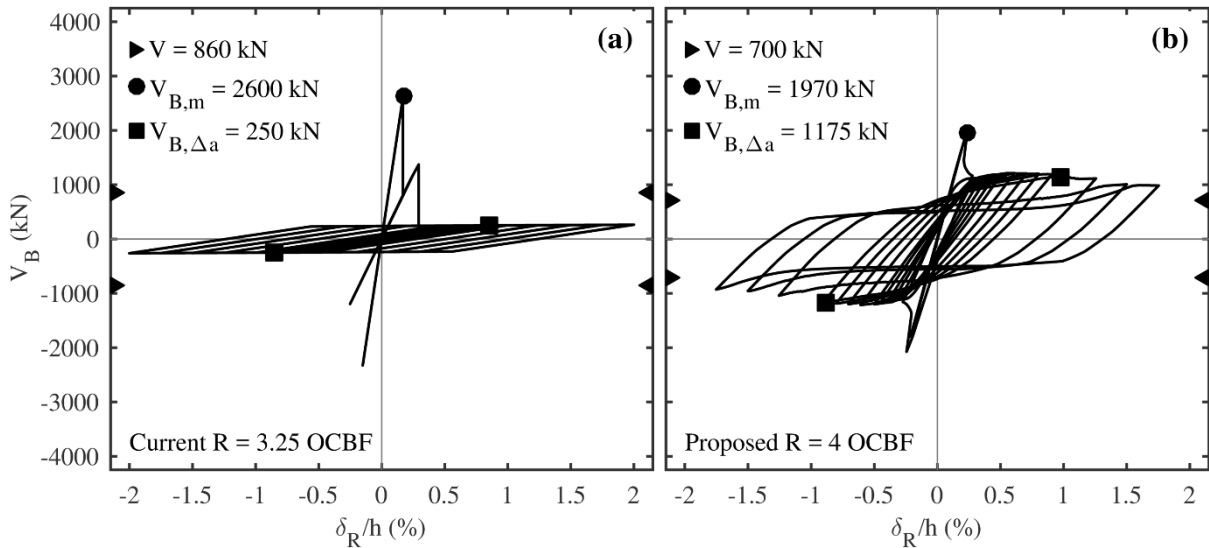 4000
3000
2000
1000
0
-1000
-2000
-3000
-4000
V_B (kN)
(a)
V = 860 kN
V_B,m = 2600 kN
V_B,Δa = 250 kN
Current R = 3.25 OCBF
-2 -1.5 -1 -0.5 0 0.5 1 1.5 2
δ_R/h (%)
(b)
V = 700 kN
V_B,m = 1970 kN
V_B,Δa = 1175 kN
Proposed R = 4 OCBF
-2 -1.5 -1 -0.5 0 0.5 1 1.5 2
δ_R/h (%)